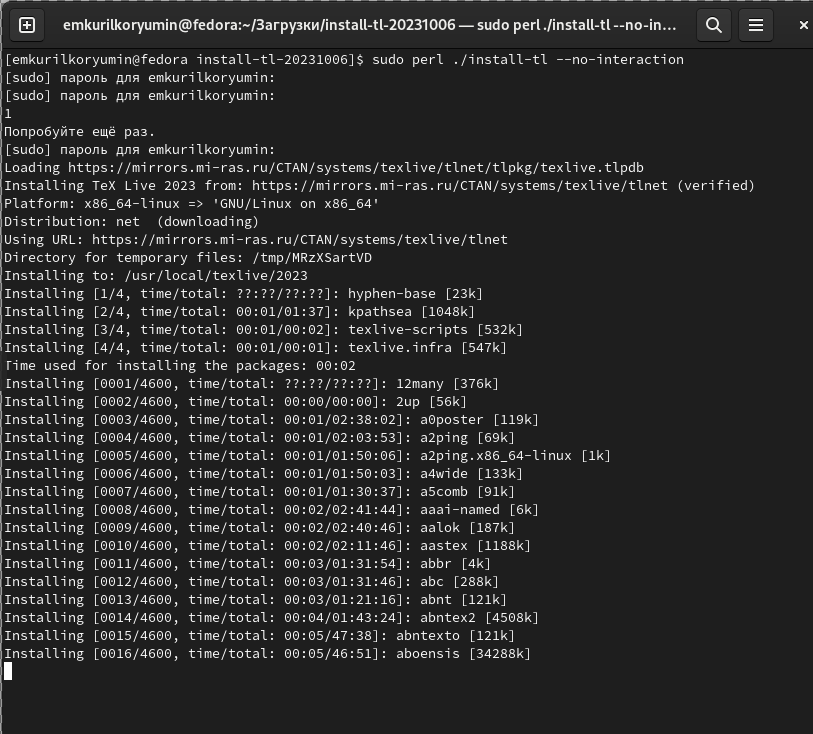 emkurilkoryumin@fedora:~/Загрузки/install-tl-20231006 — sudo perl ./install-tl --no-in...
[emkurilkoryumin@fedora install-tl-20231006]$ sudo perl ./install-tl --no-interaction
[sudo] пароль для emkurilkoryumin:
[sudo] пароль для emkurilkoryumin:
1
Попробуйте ещё раз.
[sudo] пароль для emkurilkoryumin:
Loading https://mirrors.mi-ras.ru/CTAN/systems/texlive/tlnet/tlpkg/texlive.tlpdb
Installing TeX Live 2023 from: https://mirrors.mi-ras.ru/CTAN/systems/texlive/tlnet (verified)
Platform: x86_64-linux => 'GNU/Linux on x86_64'
Distribution: net  (downloading)
Using URL: https://mirrors.mi-ras.ru/CTAN/systems/texlive/tlnet
Directory for temporary files: /tmp/MRzXSartVD
Installing to: /usr/local/texlive/2023
Installing [1/4, time/total: ??:??/??:??]: hyphen-base [23k]
Installing [2/4, time/total: 00:01/01:37]: kpathsea [1048k]
Installing [3/4, time/total: 00:01/00:02]: texlive-scripts [532k]
Installing [4/4, time/total: 00:01/00:01]: texlive.infra [547k]
Time used for installing the packages: 00:02
Installing [0001/4600, time/total: ??:??/??:??]: 12many [376k]
Installing [0002/4600, time/total: 00:00/00:00]: 2up [56k]
Installing [0003/4600, time/total: 00:01/02:38:02]: a0poster [119k]
Installing [0004/4600, time/total: 00:01/02:03:53]: a2ping [69k]
Installing [0005/4600, time/total: 00:01/01:50:06]: a2ping.x86_64-linux [1k]
Installing [0006/4600, time/total: 00:01/01:50:03]: a4wide [133k]
Installing [0007/4600, time/total: 00:01/01:30:37]: a5comb [91k]
Installing [0008/4600, time/total: 00:02/02:41:44]: aaai-named [6k]
Installing [0009/4600, time/total: 00:02/02:40:46]: aalok [187k]
Installing [0010/4600, time/total: 00:02/02:11:46]: aastex [1188k]
Installing [0011/4600, time/total: 00:03/01:31:54]: abbr [4k]
Installing [0012/4600, time/total: 00:03/01:31:46]: abc [288k]
Installing [0013/4600, time/total: 00:03/01:21:16]: abnt [121k]
Installing [0014/4600, time/total: 00:04/01:43:24]: abntex2 [4508k]
Installing [0015/4600, time/total: 00:05/47:38]: abntexto [121k]
Installing [0016/4600, time/total: 00:05/46:51]: aboensis [34288k]